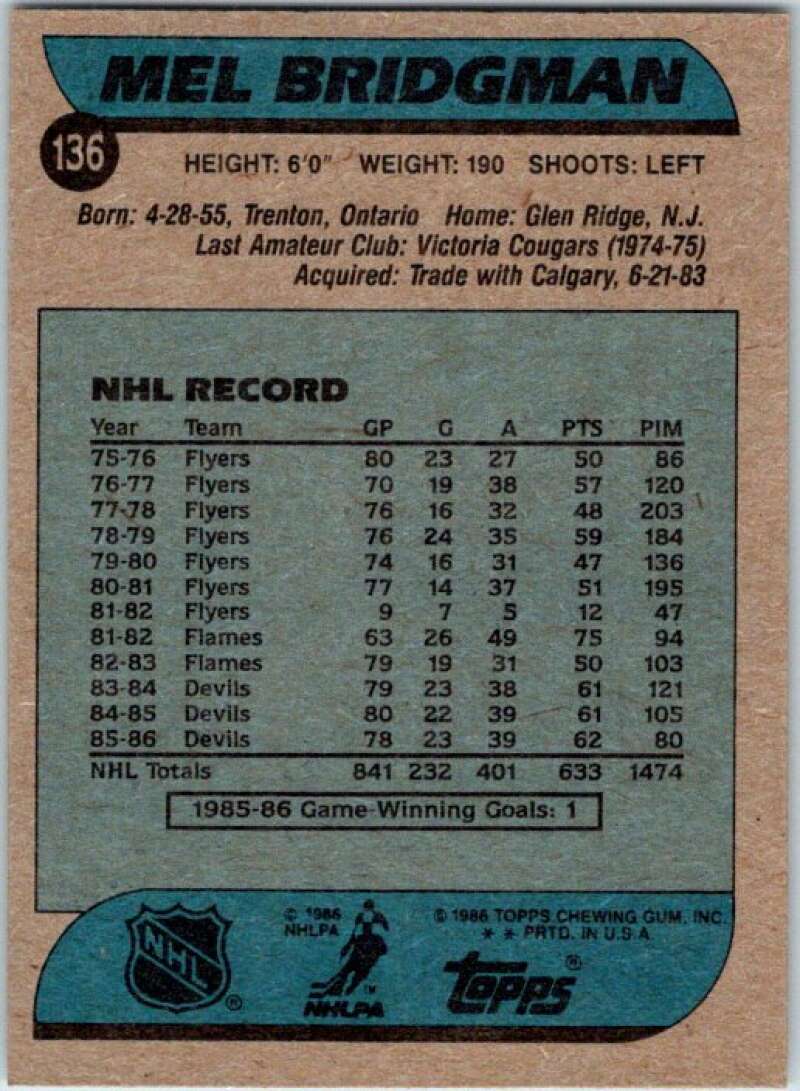 MEL BRIDGMAN
136
HEIGHT: 6'0" WEIGHT: 190 SHOOTS: LEFT
Born: 4-28-55, Trenton, Ontario Home: Glen Ridge, N.J.
Last Amateur Club: Victoria Cougars (1974-75)
Acquired: Trade with Calgary, 6-21-83
NHL RECORD
Year Team GP G A PTS PIM
75-76 Flyers 80 23 27 50 86
76-77 Flyers 70 19 38 57 120
77-78 Flyers 76 16 32 48 203
78-79 Flyers 76 24 35 59 184
79-80 Flyers 74 16 31 47 136
80-81 Flyers 77 14 37 51 195
81-82 Flyers 9 7 5 12 47
81-82 Flames 63 26 49 75 94
82-83 Flames 79 19 31 50 103
83-84 Devils 79 23 38 61 121
84-85 Devils 80 22 39 61 105
85-86 Devils 78 23 39 62 80
NHL Totals 841 232 401 633 1474
1985-86 Game-Winning Goals: 1
NHL ®
© 1986
NHLPA
™
NHLPA
© 1986 TOPPS CHEWING GUM, INC.
* * PRTD. IN U.S.A.
topps ®